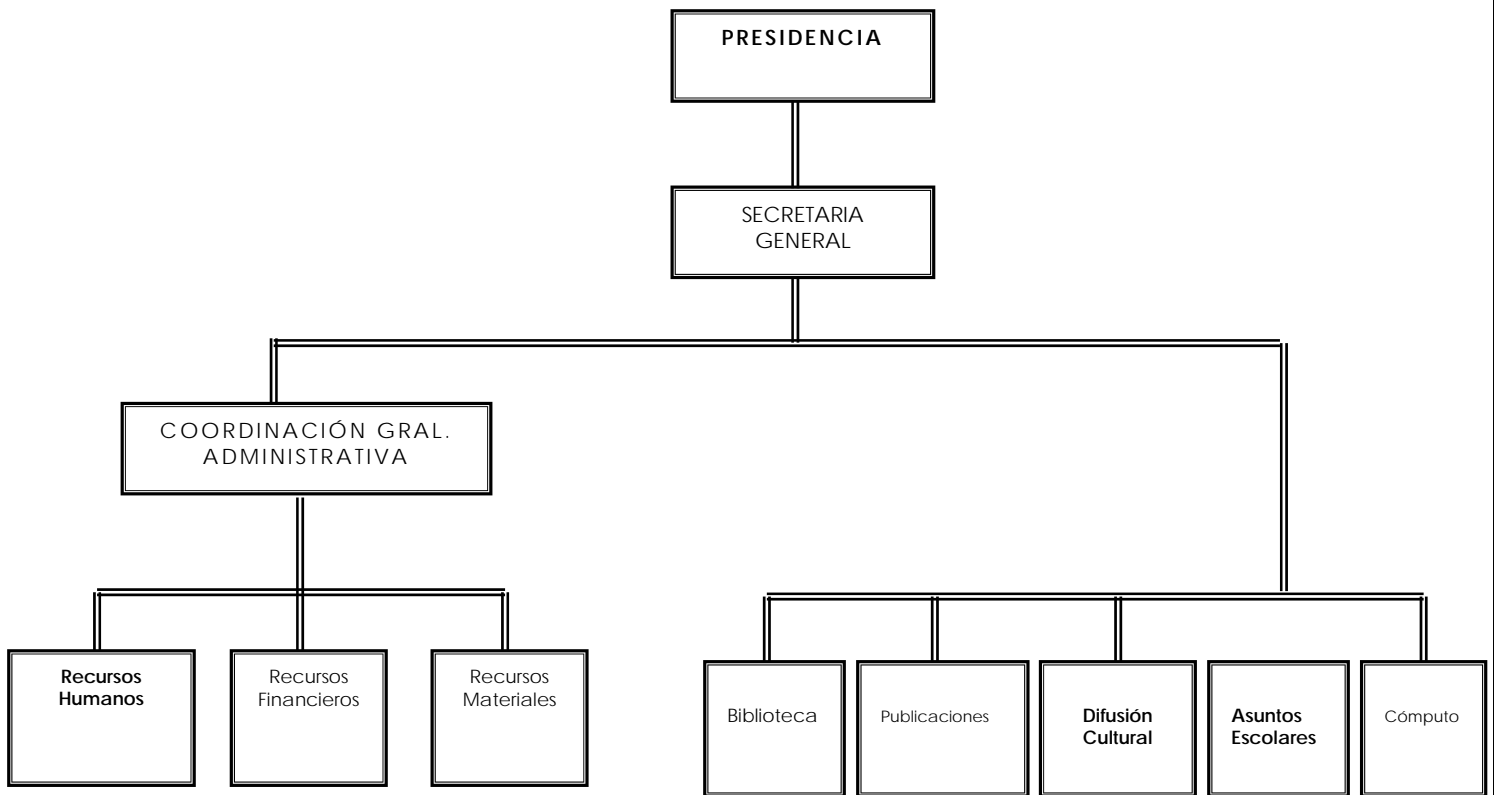 PRESIDENCIA
SECRETARIA
GENERAL
COORDINACIÓN GRAL.
ADMINISTRATIVA
Recursos
Humanos
Recursos
Financieros
Recursos
Materiales
Biblioteca
Publicaciones
Difusión
Cultural
Asuntos
Escolares
Cómputo